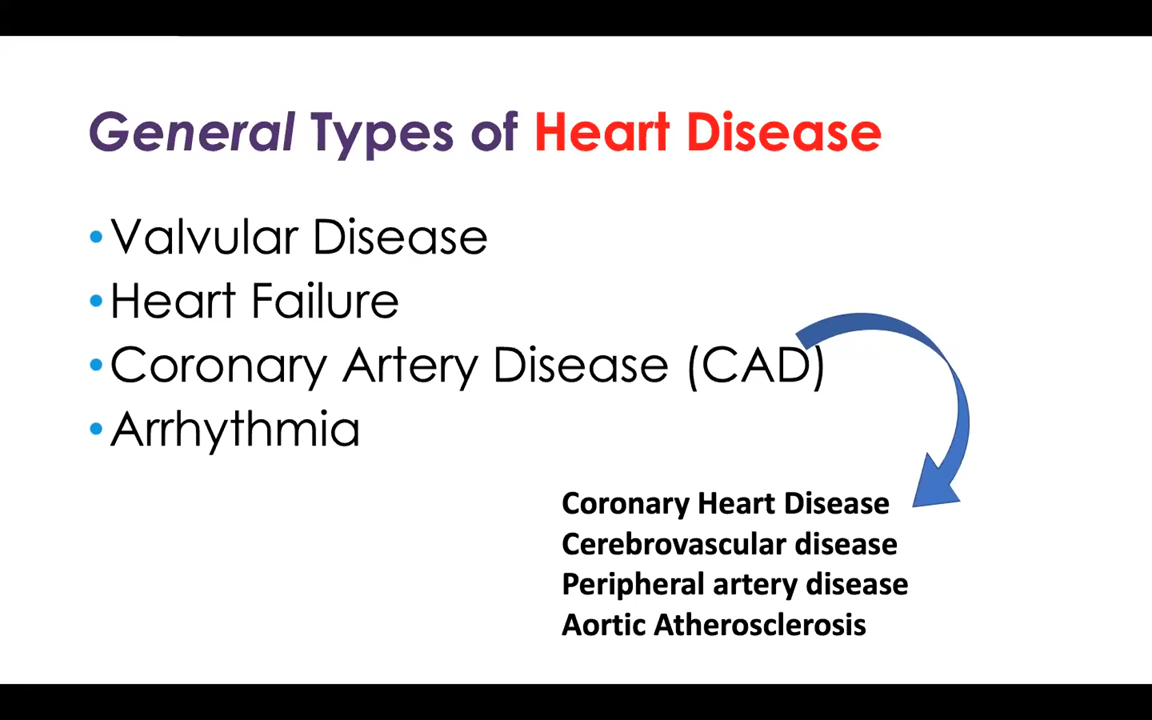 General Types of Heart Disease
•Valvular Disease
•Heart Failure
•Coronary Artery Disease (CAD)
•Arrhythmia
Coronary Heart Disease
Cerebrovascular disease
Peripheral artery disease
Aortic Atherosclerosis